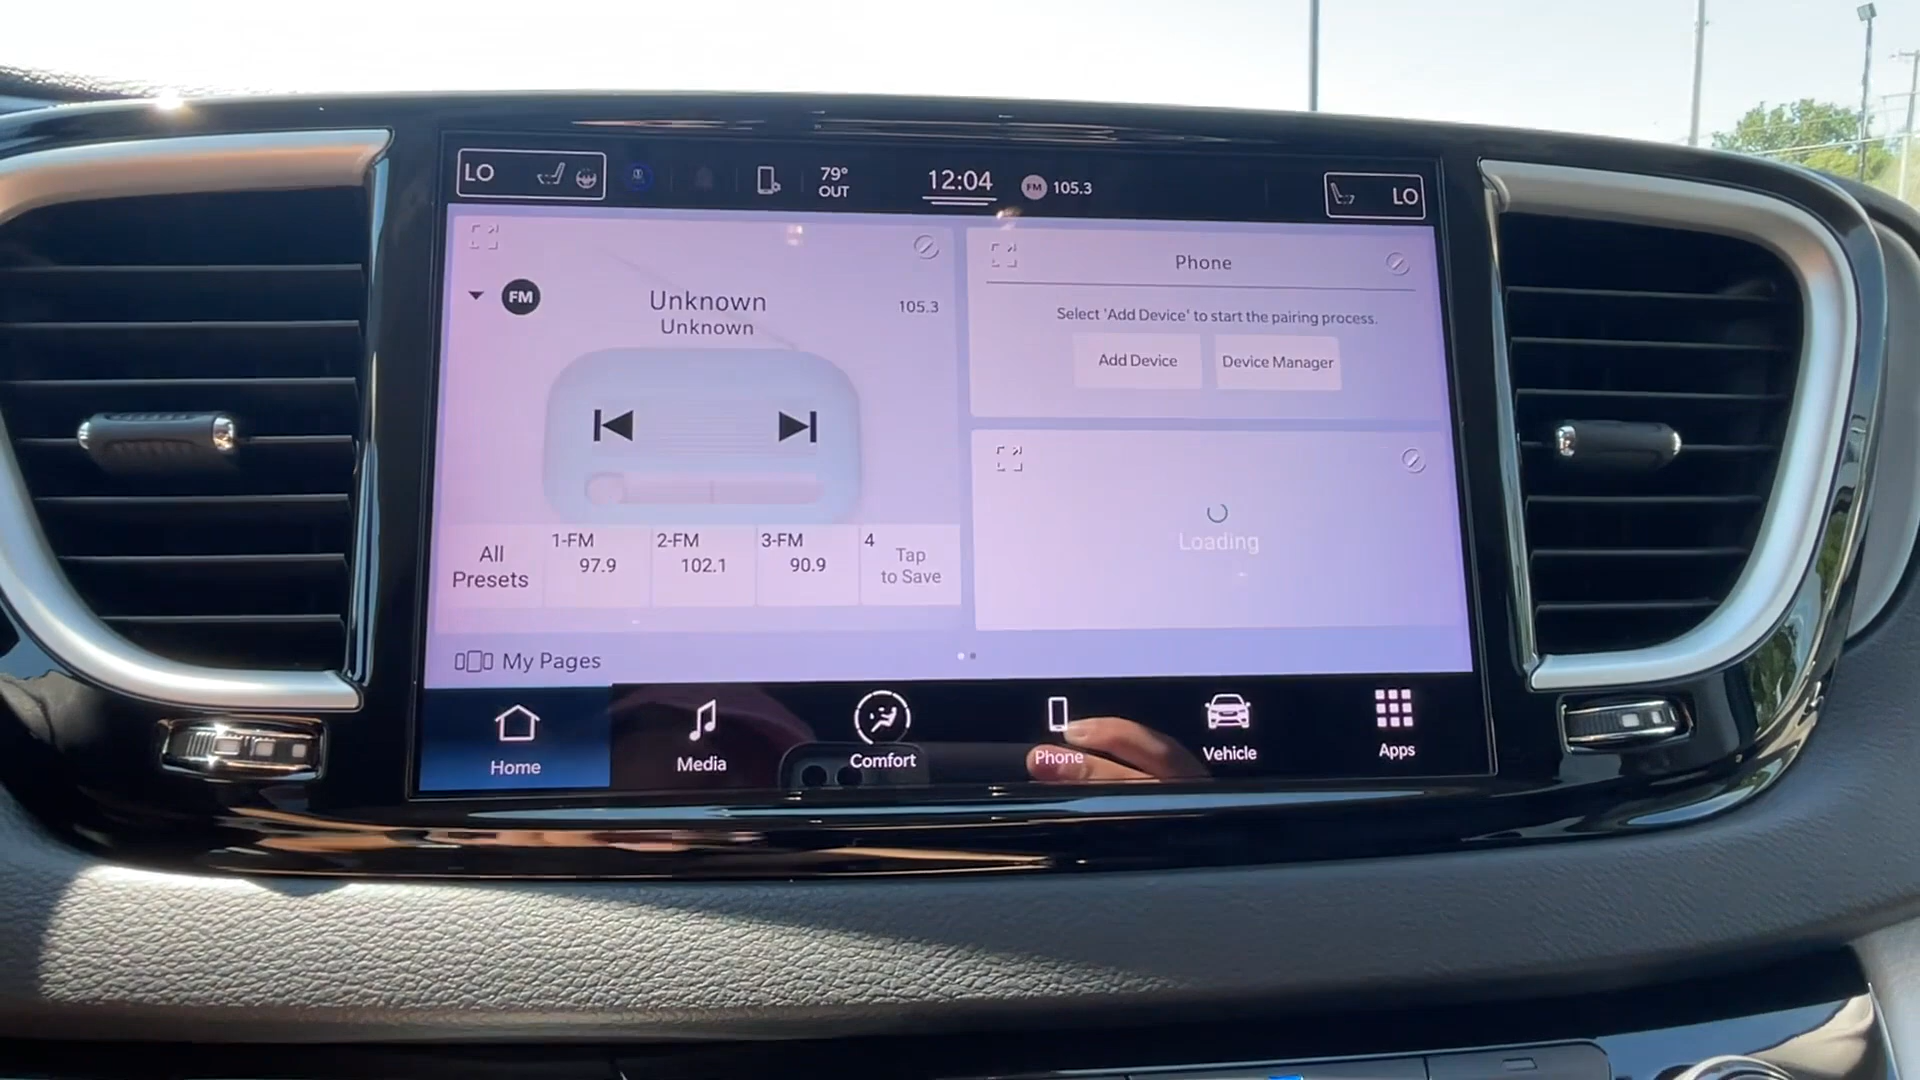 LO
79°
OUT
12:04
FM 105.3
LO
FM
Unknown
Unknown
105.3
All
Presets
1-FM
97.9
2-FM
102.1
3-FM
90.9
4
Tap
to Save
Phone
Select 'Add Device' to start the pairing process.
Add Device
Device Manager
Loading
My Pages
Home
Media
Comfort
Phone
Vehicle
Apps